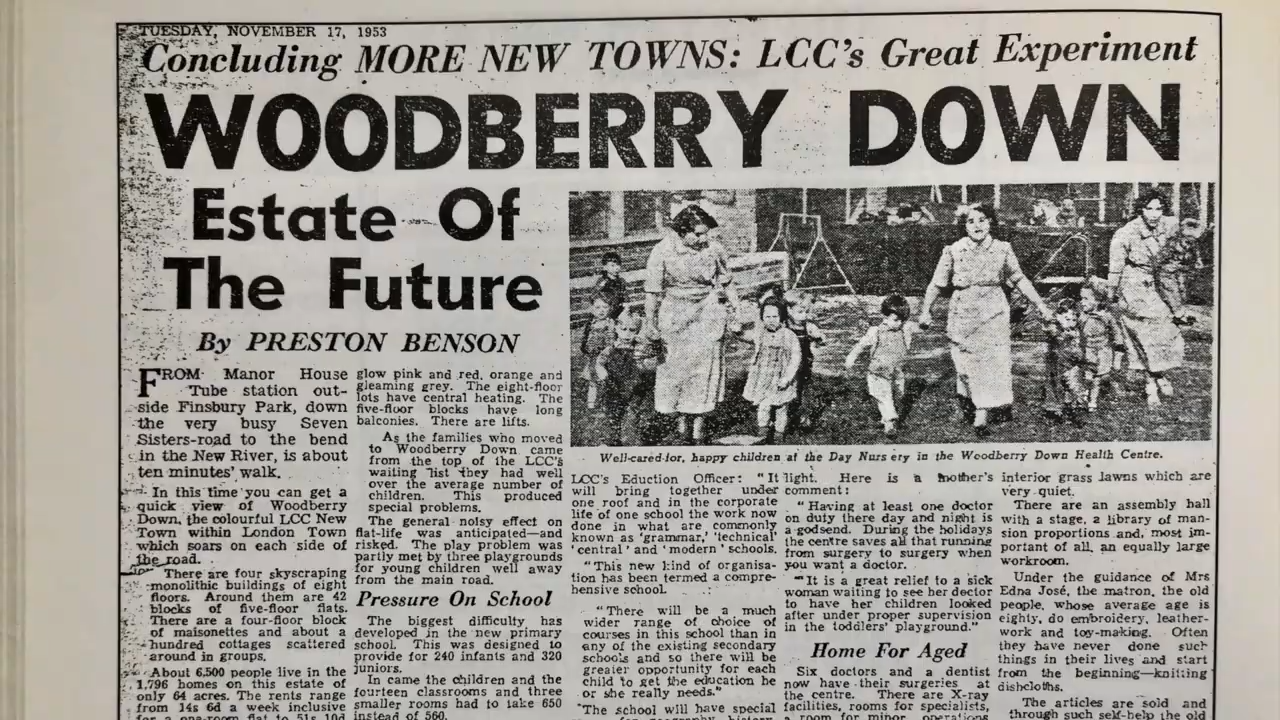 TUESDAY, NOVEMBER 17, 1953
Concluding MORE NEW TOWNS: LCC's Great Experiment
WOODBERRY DOWN
Estate Of
The Future
By PRESTON BENSON
FROM Manor House
Tube station out-
side Finsbury Park, down
the very busy Seven
Sisters-road to the bend
in the New River, is about
ten minutes' walk.
In this time you can get a
quick view of Woodberry
Down, the colourful LCC New
Town within London Town
which soars on each side of
the road.
There are four skyscraping
monolithic buildings of eight
floors. Around them are 42
blocks of five-floor flats.
There are a four-floor block
of maisonettes and about a
hundred cottages scattered
around in groups.
About 6,500 people live in the
1,796 homes on this estate of
only 64 acres. The rents range
from 14s 6d a week inclusive
for a one-room flat to 51s 10d
glow pink and red, orange and
gleaming grey. The eight-floor
lots have central heating. The
five-floor blocks have long
balconies. There are lifts.
As the families who moved
to Woodberry Down came
from the top of the LCC's
waiting list they had well
over the average number of
children. This produced
special problems.
The general noisy effect on
flat-life was anticipated—and
risked. The play problem was
partly met by three playgrounds
for young children well away
from the main road.
Pressure On School
The biggest difficulty has
developed in the new primary
school. This was designed to
provide for 240 infants and 320
juniors.
In came the children and the
fourteen classrooms and three
smaller rooms had to take 650
instead of 560.
Well-cared-for, happy children at the Day Nursery in the Woodberry Down Health Centre.
LCC's Eduction Officer: "It
will bring together under
one roof and in the corporate
life of one school the work now
done in what are commonly
known as 'grammar,' 'technical'
'central' and 'modern' schools.
"This new kind of organisa-
tion has been termed a compre-
hensive school.
"There will be a much
wider range of choice of
courses in this school than in
any of the existing secondary
schools and so there will be
greater opportunity for each
child to get the education he
or she really needs."
"The school will have special
light. Here is a mother's
comment:
"Having at least one doctor
on duty there day and night is
a godsend. During the holidays
the centre saves all that running
from surgery to surgery when
you want a doctor.
"It is a great relief to a sick
woman waiting to see her doctor
to have her children looked
after under proper supervision
in the toddlers' playground."
Home For Aged
Six doctors and a dentist
now have their surgeries at
the centre. There are X-ray
facilities, rooms for specialists,
a room for minor operations
interior grass lawns which are
very quiet.
There are an assembly hall
with a stage, a library of man-
sion proportions and, most im-
portant of all, an equally large
workroom.
Under the guidance of Mrs
Edna José, the matron, the old
people, whose average age is
eighty, do embroidery, leather-
work and toy-making. Often
they have never done such
things in their lives and start
from the beginning—knitting
dishcloths.
The articles are sold and
through such self-help the old